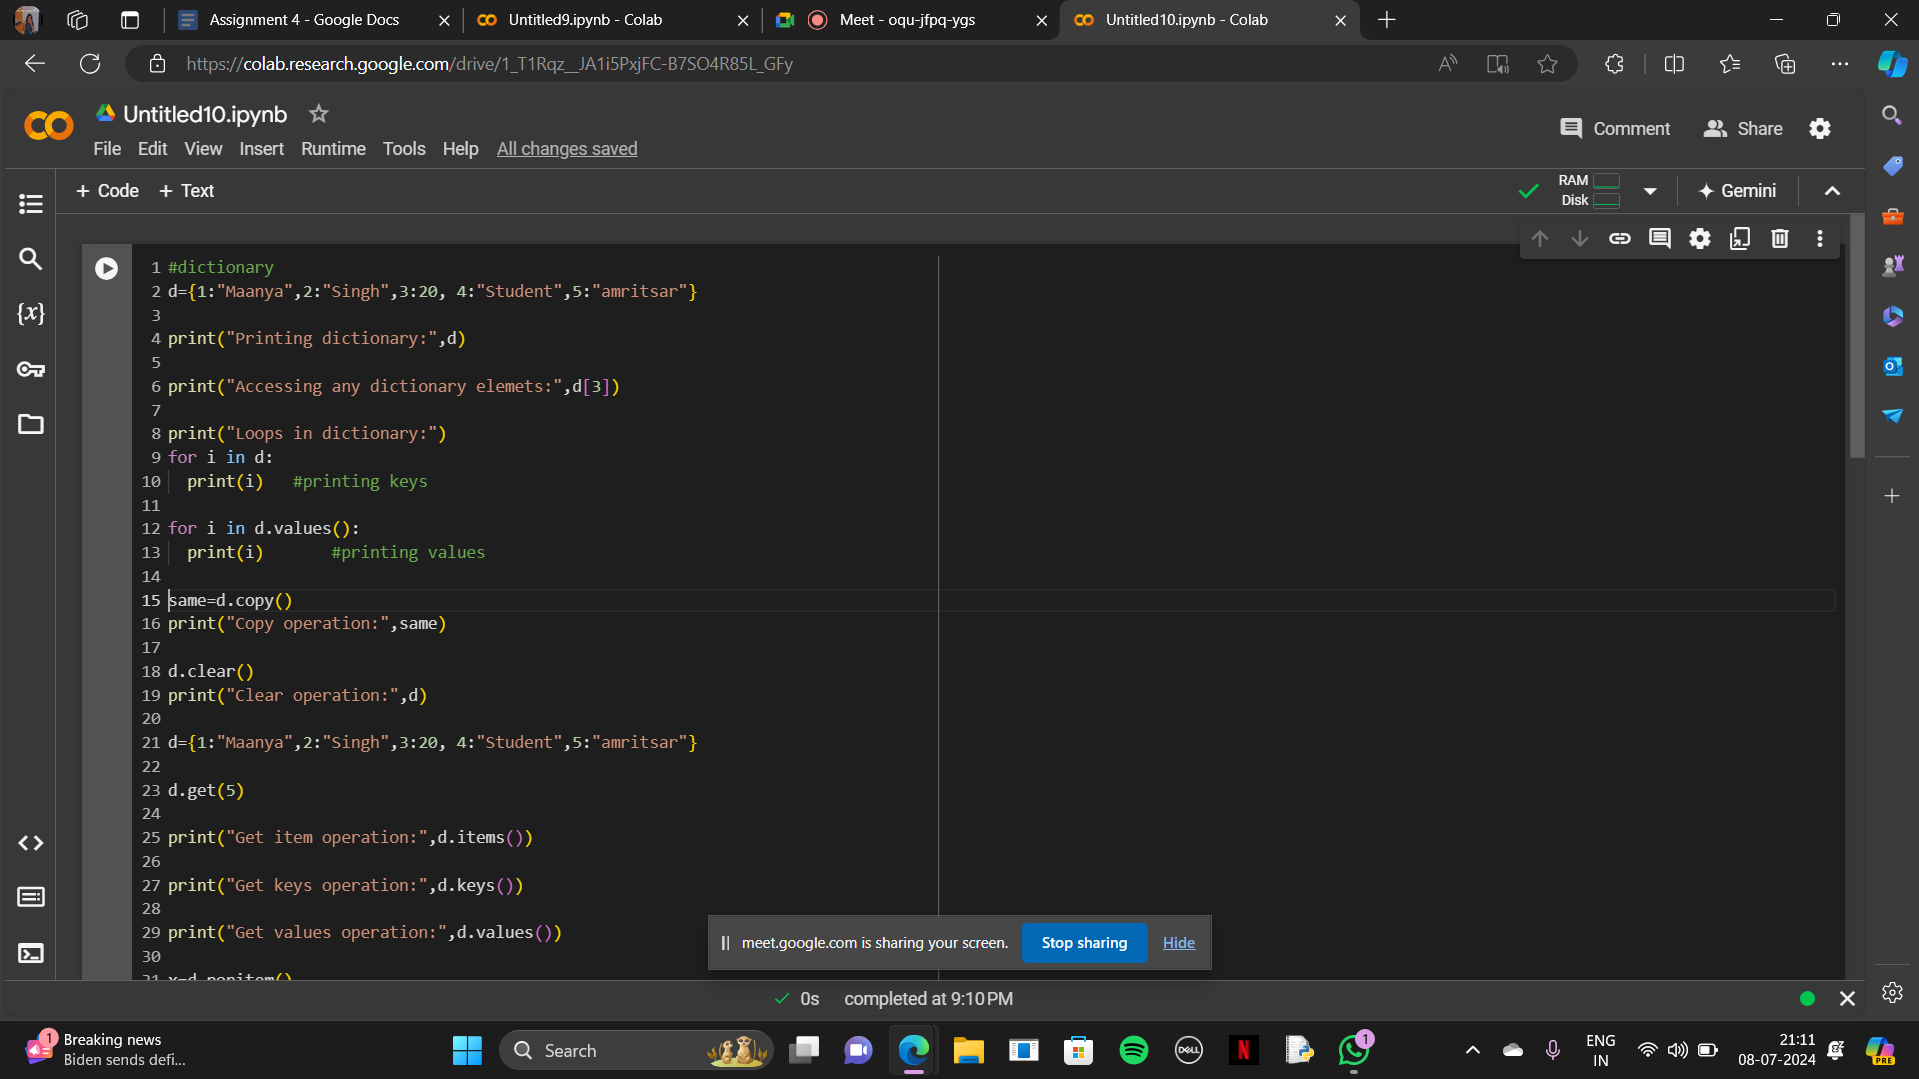 Assignment 4 - Google Docs
Untitled9.ipynb - Colab
Meet - oqu-jfpq-ygs
Untitled10.ipynb - Colab
https://colab.research.google.com/drive/1_T1Rqz__JA1i5PxjFC-B7SO4R85L_GFy
Untitled10.ipynb
Comment
Share
File Edit View Insert Runtime Tools Help All changes saved
+ Code + Text
RAM
Disk
Gemini
1 #dictionary
2 d={1:"Maanya",2:"Singh",3:20, 4:"Student",5:"amritsar"}
3
4 print("Printing dictionary:",d)
5
6 print("Accessing any dictionary elemets:",d[3])
7
8 print("Loops in dictionary:")
9 for i in d:
10 print(i) #printing keys
11
12 for i in d.values():
13 print(i) #printing values
14
15 same=d.copy()
16 print("Copy operation:",same)
17
18 d.clear()
19 print("Clear operation:",d)
20
21 d={1:"Maanya",2:"Singh",3:20, 4:"Student",5:"amritsar"}
22
23 d.get(5)
24
25 print("Get item operation:",d.items())
26
27 print("Get keys operation:",d.keys())
28
29 print("Get values operation:",d.values())
30
31 x=d.popitem()
meet.google.com is sharing your screen.
Stop sharing
Hide
0s completed at 9:10 PM
1
Breaking news
Biden sends defi...
Search
DELL
N
1
ENG
IN
21:11
08-07-2024
PRE